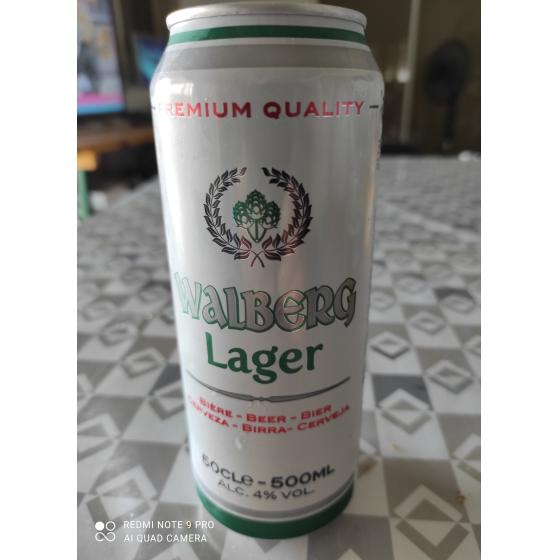 PREMIUM QUALITY
WALBERG
Lager
BIÈRE - BEER - BIER
CERVEZA - BIRRA - CERVEJA
50CLe - 500ML
ALC. 4% VOL.
REDMI NOTE 9 PRO
AI QUAD CAMERA